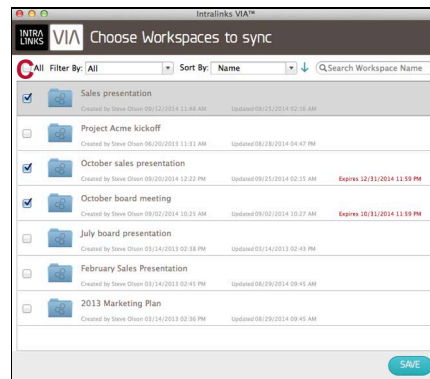 Intralinks VIA™
INTRA LINKS VIA Choose Workspaces to sync
C All Filter By: All Sort By: Name Search Workspace Name
Sales presentation
Created by Steve Olson 09/12/2014 11:48 AM Updated 09/25/2014 02:16 AM
Project Acme kickoff
Created by Steve Olson 06/20/2013 11:31 AM Updated 08/28/2014 04:47 PM
October sales presentation
Created by Steve Olson 09/20/2014 12:22 PM Updated 09/25/2014 02:15 AM Expires 12/31/2014 11:59 PM
October board meeting
Created by Steve Olson 09/02/2014 10:25 AM Updated 09/02/2014 10:27 AM Expires 10/31/2014 11:59 PM
July board presentation
Created by Steve Olson 03/14/2013 02:38 PM Updated 03/14/2013 02:43 PM
February Sales Presentation
Created by Steve Olson 03/14/2013 02:45 PM Updated 08/29/2014 09:45 AM
2013 Marketing Plan
Created by Steve Olson 03/14/2013 02:36 PM Updated 08/29/2014 09:45 AM
SAVE